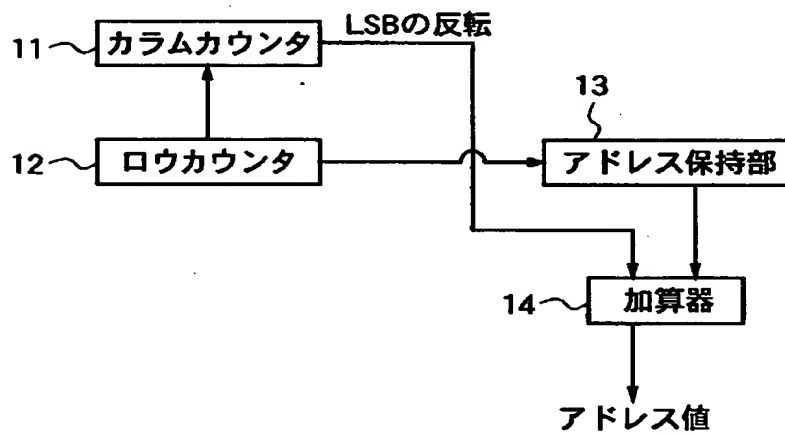 LSBの反転
11
カラムカウンタ
13
12
ロウカウンタ
アドレス保持部
14
加算器
アドレス値